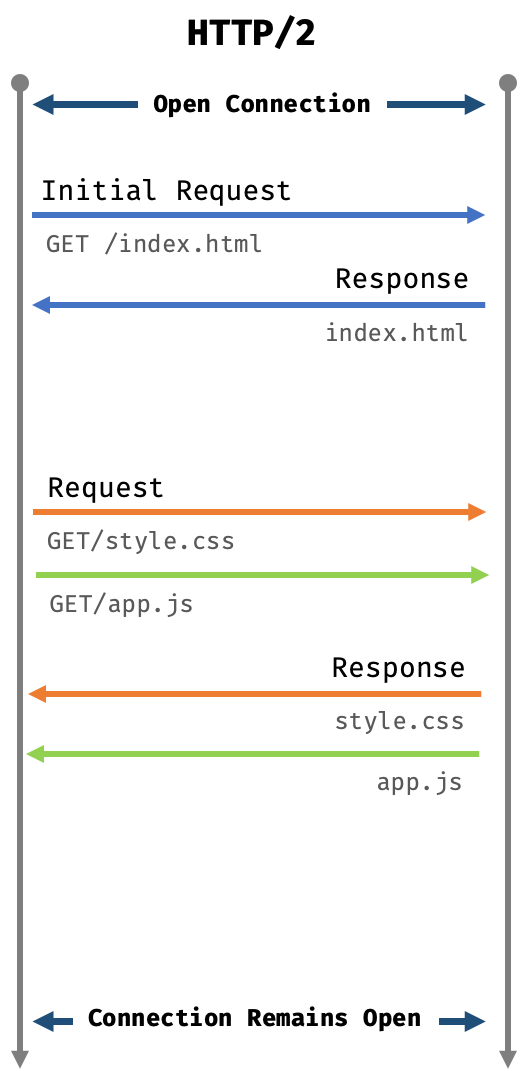 HTTP/2
Open Connection
Initial Request
GET /index.html
Response
index.html
Request
GET/style.css
GET/app.js
Response
style.css
app.js
Connection Remains Open